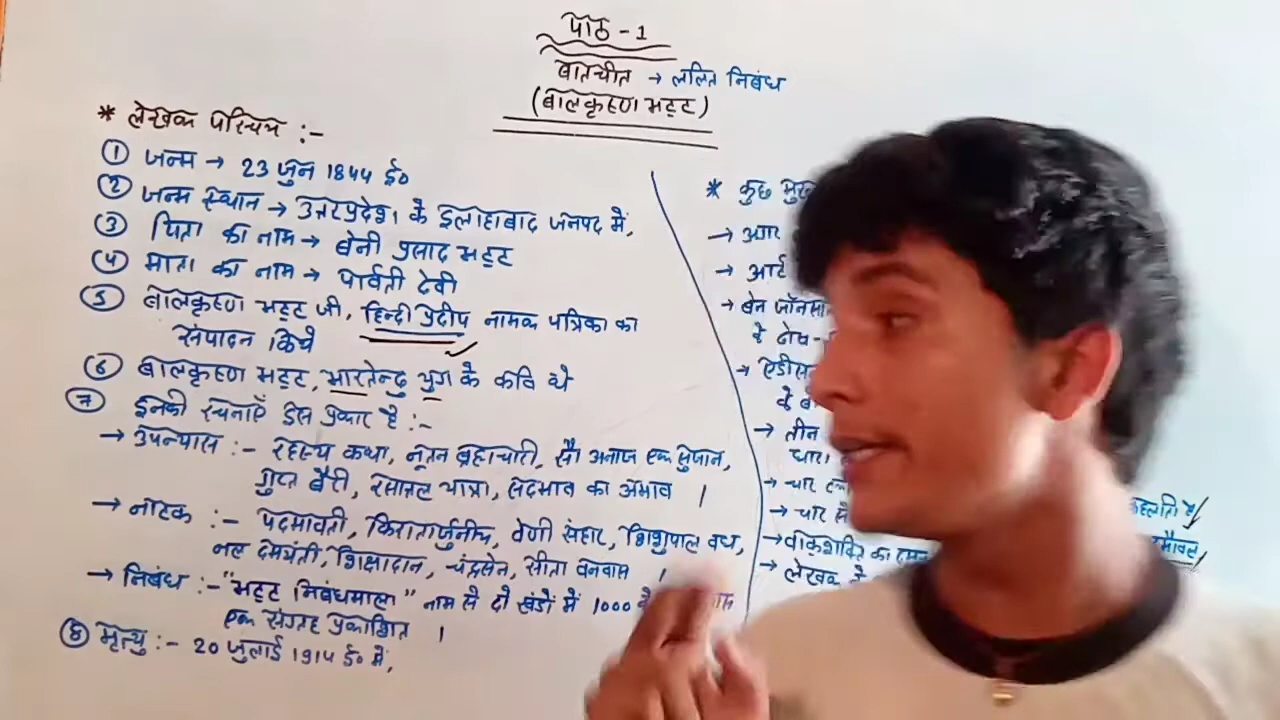 पाठ - 1
बातचीत → ललित निबंध
(बालकृष्ण भट्ट)
* लेखक परिचय :-
① जन्म → 23 जुन 1844 ई०
② जन्म स्थान → उत्तरप्रदेश के इलाहाबाद जनपद में,
③ पिता का नाम → बेनी प्रसाद भट्ट
④ माता का नाम → पार्वती देवी
⑤ बालकृष्ण भट्ट जी, हिन्दी प्रदीप नामक पत्रिका का
संपादन किये
⑥ बालकृष्ण भट्ट, भारतेन्दु युग के कवि थे
⑦ इनकी रचनाएँ इस प्रकार है :-
→ उपन्यास :- रहस्य कथा, नूतन ब्रह्मचारी, सौ अजान एक सुजान,
गुप्त बैरी, रसातल यात्रा, सदभाव का अभाव ।
→ नाटक :- पदमावती, किरातार्जुनीय, वेणी संहार, शिशुपाल वध,
नल दमयंती, शिक्षादान, चंद्रसेन, सीता वनवास ।
→ निबंध :- "भट्ट निबंधमाला" नाम से दो खंडों में 1000
एक संग्रह प्रकाशित ।
⑧ मृत्यु :- 20 जुलाई 1914 ई० में,
* कुछ
→
→ आर्ट
→ बेन जॉनसन
के दोष-
→ एडीसन
के
→ तीन
चार।
→ चार
→ चार
कहलाती है
→ वाकशक्ति का
→ लेखक